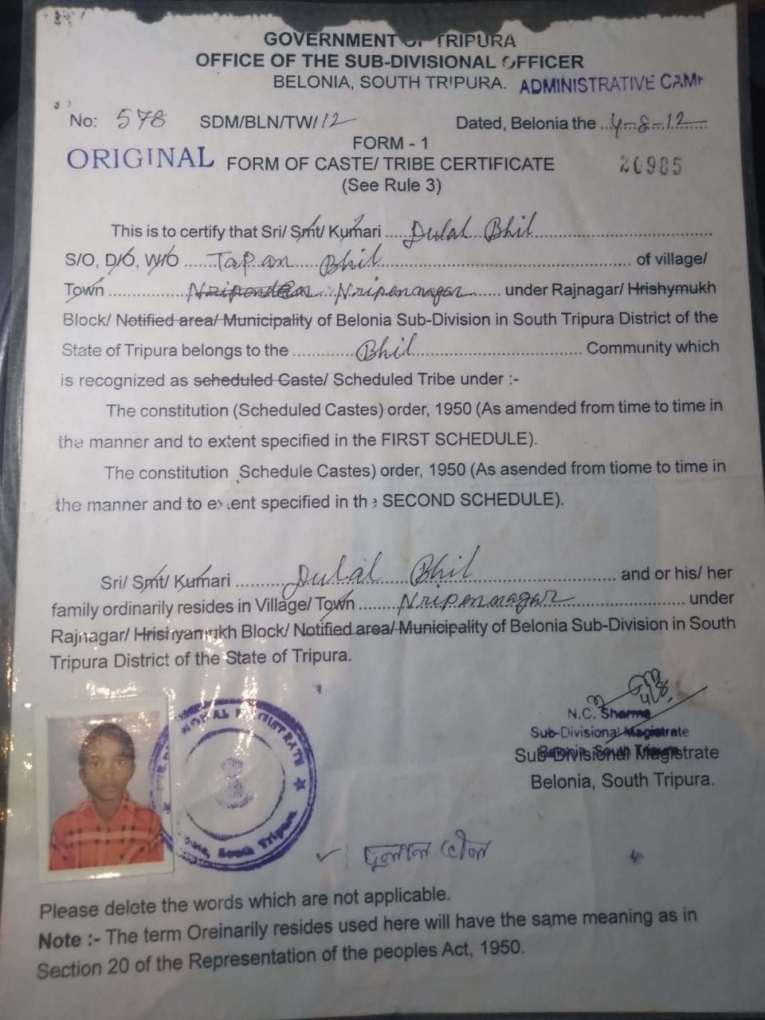 GOVERNMENT OF TRIPURA
OFFICE OF THE SUB-DIVISIONAL OFFICER
BELONIA, SOUTH TRIPURA. ADMINISTRATIVE CAMP
No: 578 SDM/BLN/TW/12 Dated, Belonia the ..4-8-12......
FORM - 1
ORIGINAL FORM OF CASTE/ TRIBE CERTIFICATE 26985
(See Rule 3)
This is to certify that Sri/ Smt/ Kumari .....Dulal Bhil........................................
S/O, D/O, W/O ....Tapan Bhil................................................ of village/
Town .................. Nripennagar...... under Rajnagar/ Hrishymukh
Block/ Notified area/ Municipality of Belonia Sub-Division in South Tripura District of the
State of Tripura belongs to the ............Bhil............................... Community which
is recognized as scheduled Caste/ Scheduled Tribe under :-
The constitution (Scheduled Castes) order, 1950 (As amended from time to time in
the manner and to extent specified in the FIRST SCHEDULE).
The constitution Schedule Castes) order, 1950 (As asended from tiome to time in
the manner and to extent specified in the SECOND SCHEDULE).
Sri/ Smt/ Kumari ...........Dulal Bhil............................ and or his/ her
family ordinarily resides in Village/ Town .......Nripennagar.................. under
Rajnagar/ Hrishyamukh Block/ Notified area/ Municipality of Belonia Sub-Division in South
Tripura District of the State of Tripura.
N.C. Sharma
Sub-Divisional Magistrate
Belonia, South Tripura
Sub-Divisional Magistrate
Belonia, South Tripura.
South Tripura
দুলাল ভীল
Please delete the words which are not applicable.
Note :- The term Oreinarily resides used here will have the same meaning as in
Section 20 of the Representation of the peoples Act, 1950.